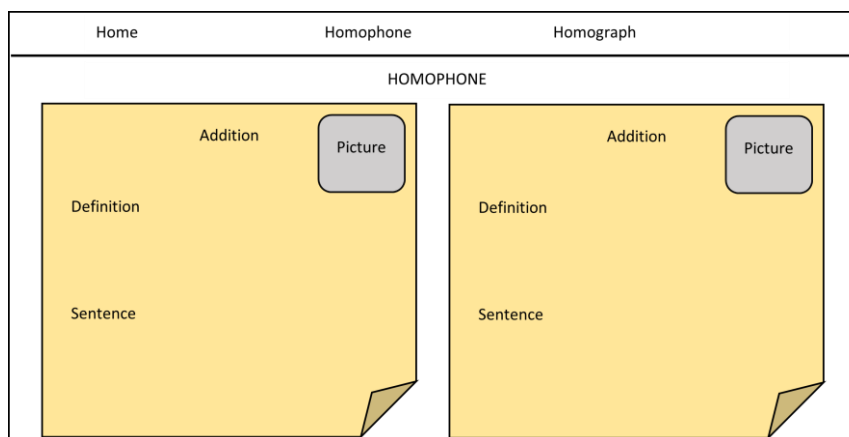 Home Homophone Homograph
HOMOPHONE
Addition Picture
Definition
Sentence
Addition Picture
Definition
Sentence